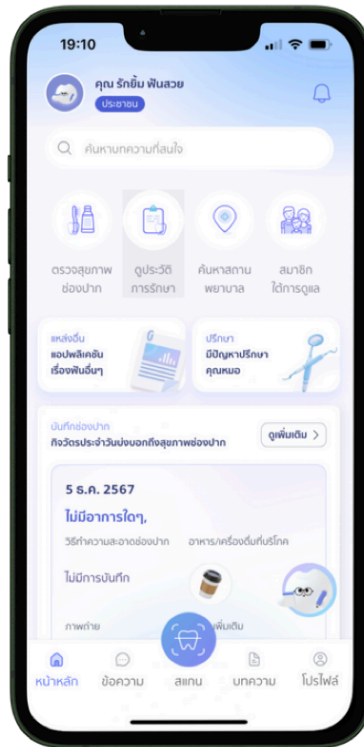 19:10
คุณ รักยิ้ม ฟันสวย
ประชาชน
ค้นหาบทความที่สนใจ
ตรวจสุขภาพ
ช่องปาก
ดูประวัติ
การรักษา
ค้นหาสถาน
พยาบาล
สมาชิก
ใต้การดูแล
แหล่งอื่น
แอปพลิเคชัน
เรื่องฟันอื่นๆ
ปรึกษา
มีปัญหาปรึกษา
คุณหมอ
บันทึกช่องปาก
กิจวัตรประจำวันบ่งบอกถึงสุขภาพช่องปาก
ดูเพิ่มเติม >
5 ธ.ค. 2567
ไม่มีอาการใดๆ,
วิธีทำความสะอาดช่องปาก
อาหาร/เครื่องดื่มที่บริโภค
ไม่มีการบันทึก
ภาพถ่าย
เพิ่มเติม
หน้าหลัก
ข้อความ
สแกน
บทความ
โปรไฟล์